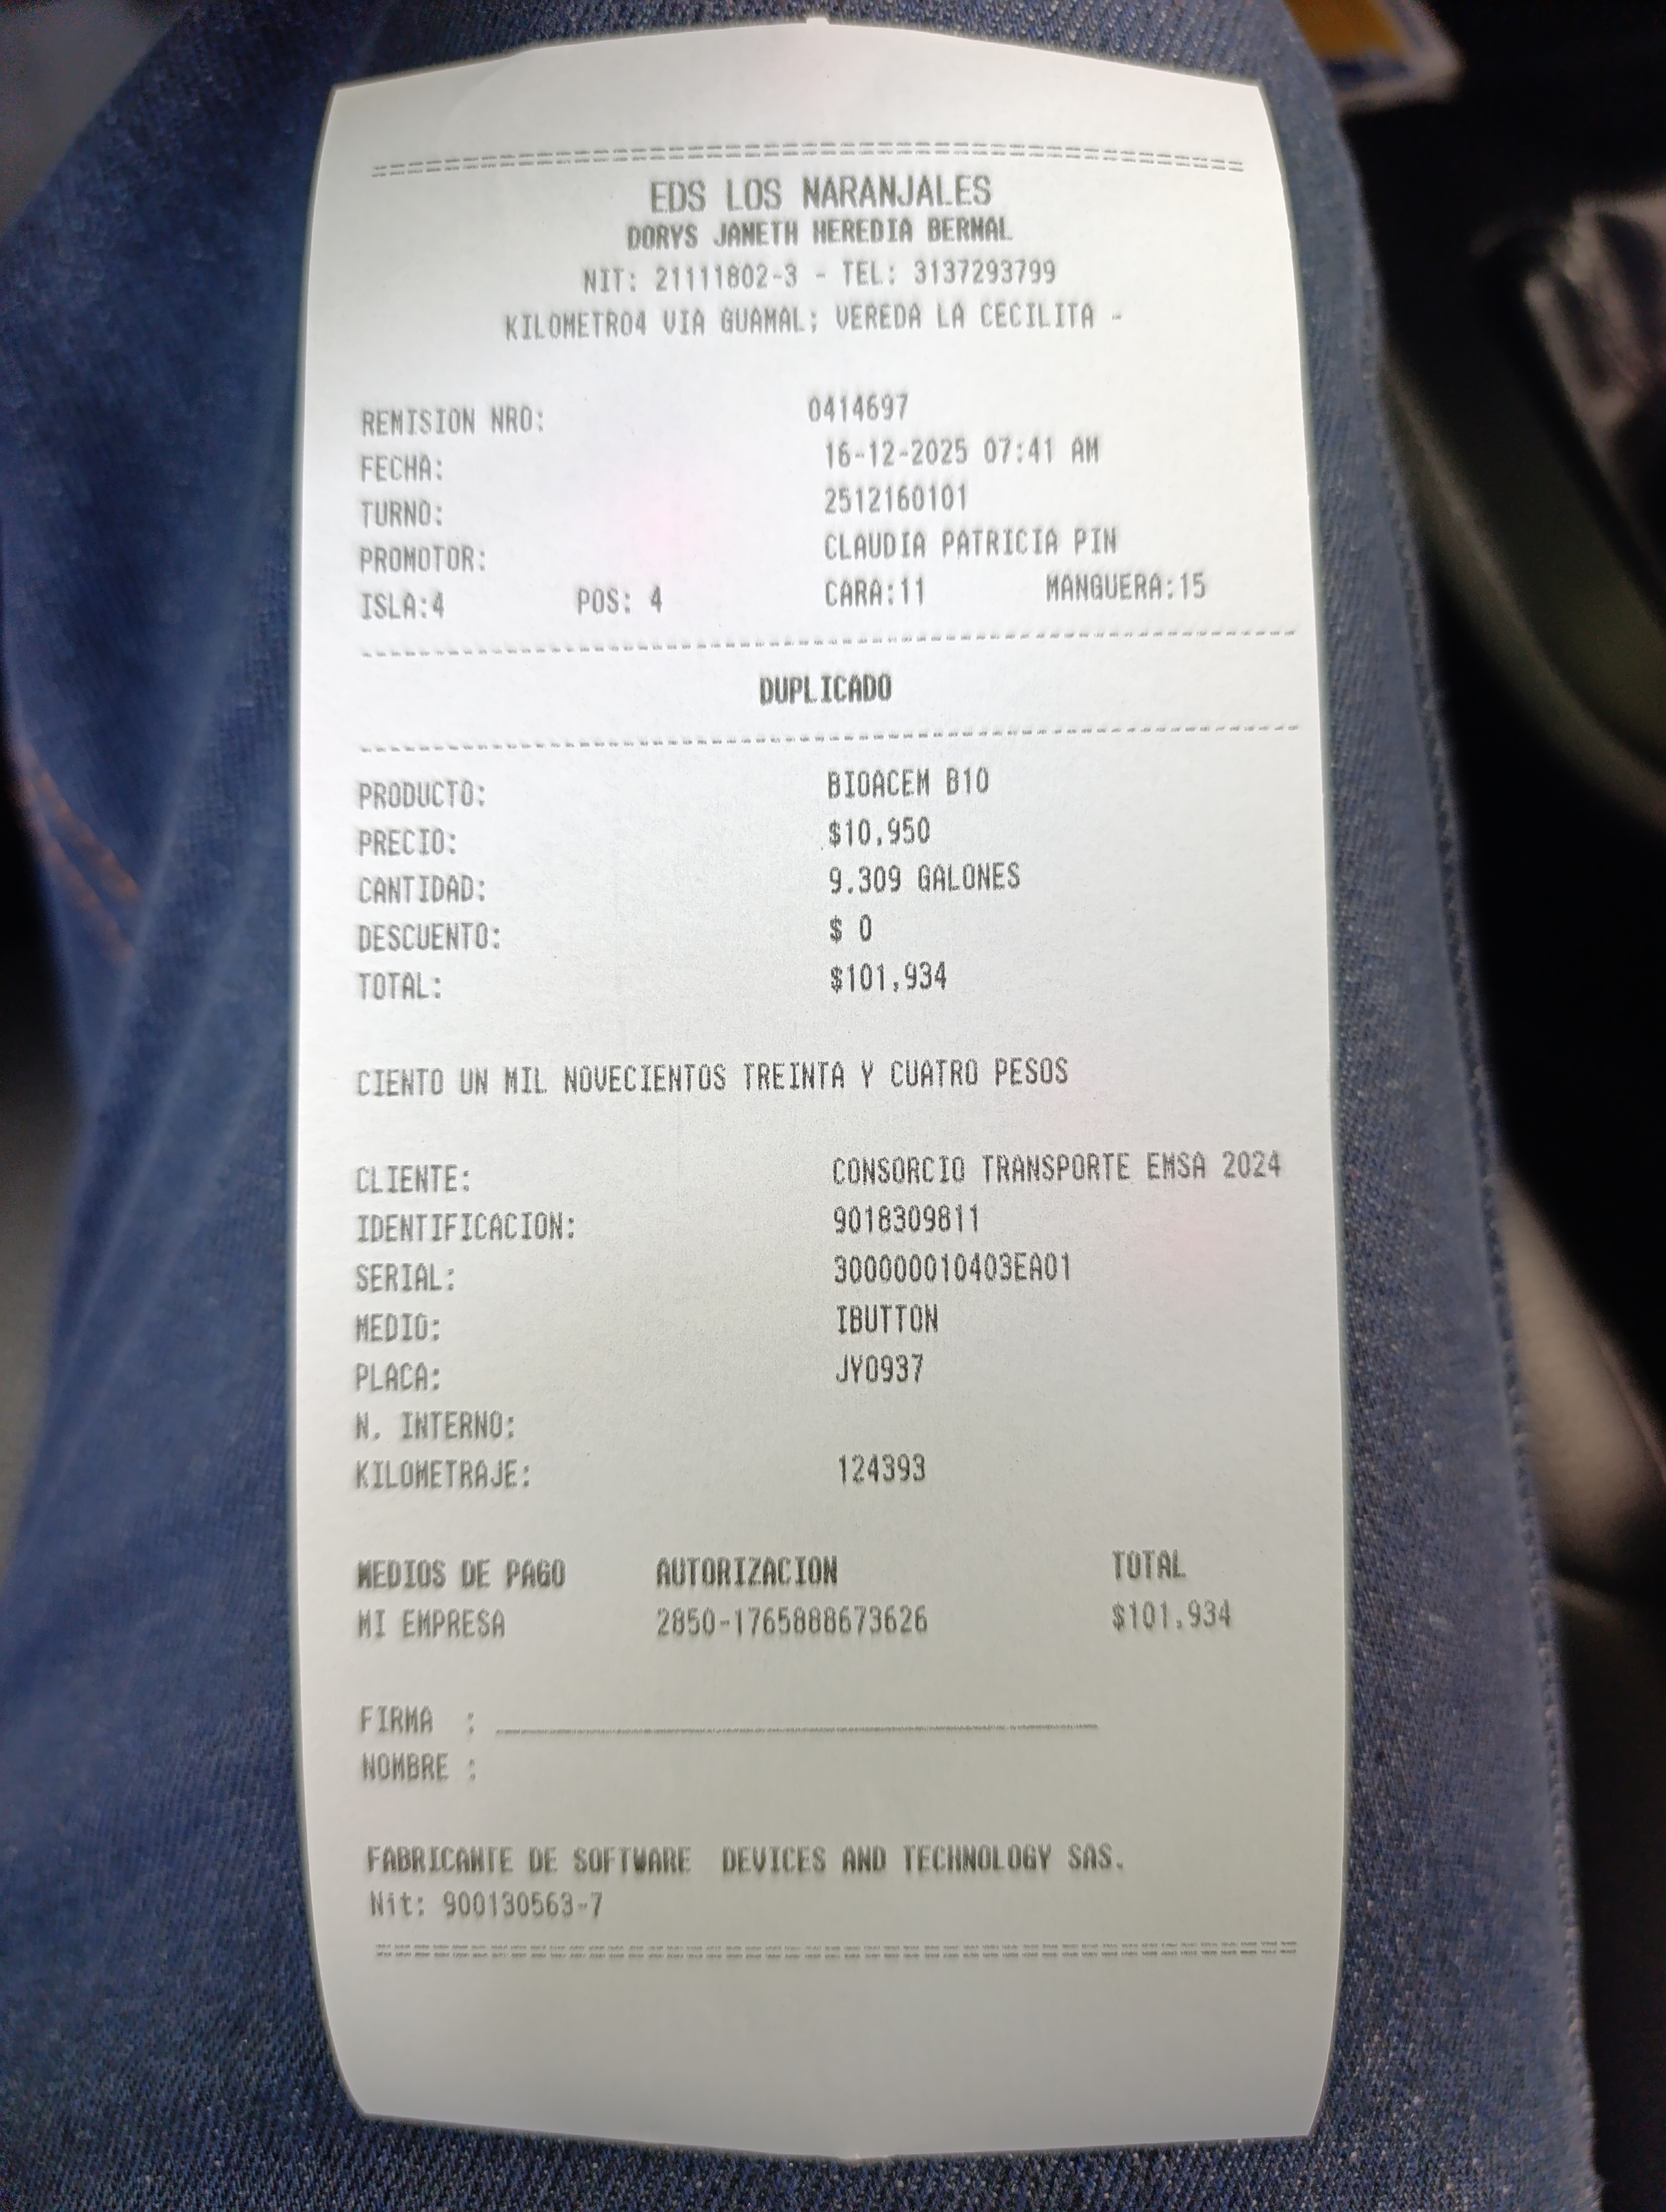 ================================================
EDS LOS NARANJALES
DORYS JANETH HEREDIA BERNAL
NIT: 21111802-3 - TEL: 3137293799
KILOMETRO4 VIA GUAMAL; VEREDA LA CECILITA -
REMISION NRO: 0414697
FECHA: 16-12-2025 07:41 AM
TURNO: 2512160101
PROMOTOR: CLAUDIA PATRICIA PIN
ISLA:4 POS: 4 CARA:11 MANGUERA:15
------------------------------------------------
DUPLICADO
------------------------------------------------
PRODUCTO: BIOACEM B10
PRECIO: $10,950
CANTIDAD: 9.309 GALONES
DESCUENTO: $ 0
TOTAL: $101,934
CIENTO UN MIL NOVECIENTOS TREINTA Y CUATRO PESOS
CLIENTE: CONSORCIO TRANSPORTE EMSA 2024
IDENTIFICACION: 9018309811
SERIAL: 300000010403EA01
MEDIO: IBUTTON
PLACA: JYO937
N. INTERNO:
KILOMETRAJE: 124393
MEDIOS DE PAGO AUTORIZACION TOTAL
MI EMPRESA 2850-1765888673626 $101,934
FIRMA : ______________________________
NOMBRE :
FABRICANTE DE SOFTWARE DEVICES AND TECHNOLOGY SAS.
Nit: 900130563-7
================================================